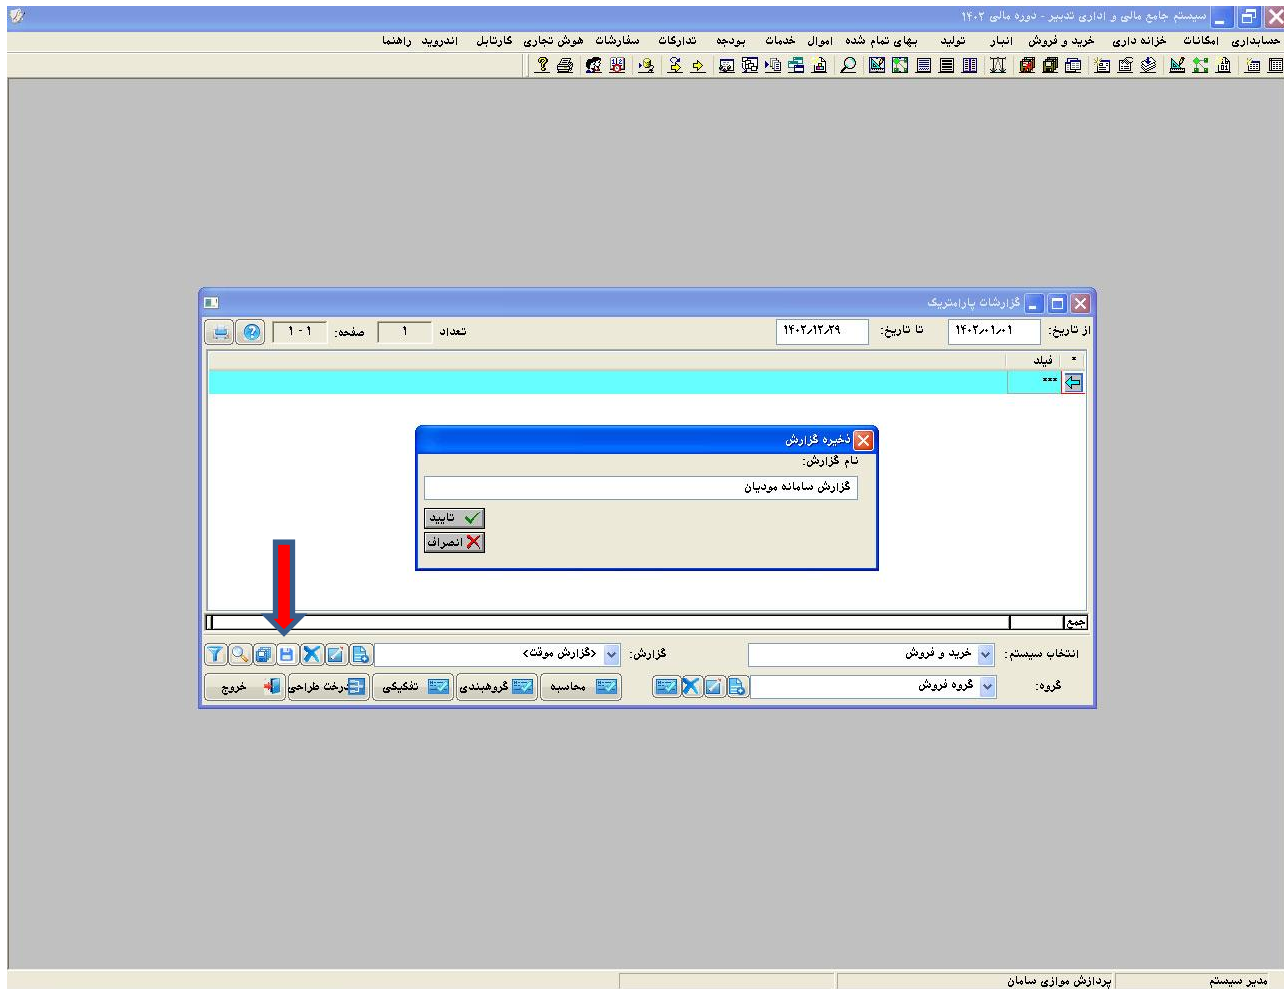 سیستم جامع مالی و اداری تدبیر - دوره مالی ۱۴۰۲
حسابداری امکانات خزانه داری خرید و فروش انبار تولید بهای تمام شده اموال خدمات بودجه تدارکات سفارشات هوش تجاری کارتابل اندروید راهنما
گزارشات پارامتریک
از تاریخ: ۱۴۰۲/۰۱/۰۱ تا تاریخ: ۱۴۰۲/۱۲/۲۹ تعداد ۱ صفحه: ۱ - ۱
* فیلد
***
ذخیره گزارش
نام گزارش:
گزارش سامانه مودیان
تایید
انصراف
جمع
انتخاب سیستم: خرید و فروش گزارش: <گزارش موقت>
گروه: گروه فروش محاسبه گروهبندی تفکیکی درخت طراحی خروج
مدیر سیستم پردازش موازی سامان